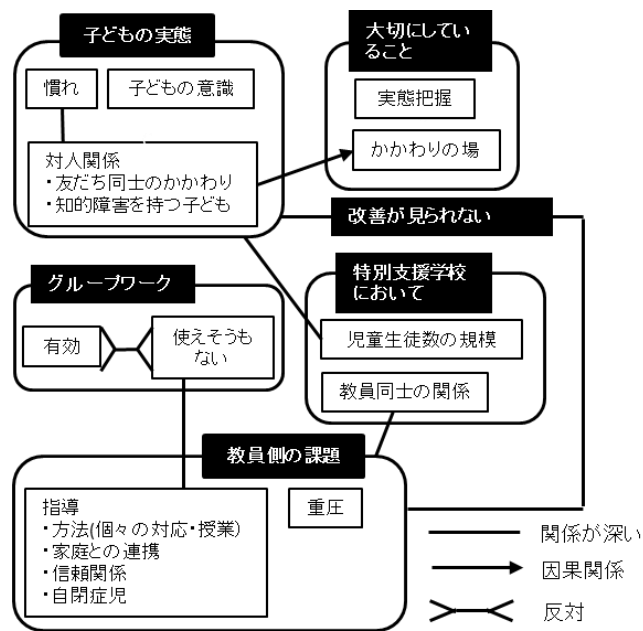 子どもの実態
慣れ
子どもの意識
対人関係
・友だち同士のかかわり
・知的障害を持つ子ども
大切にしてい
ること
実態把握
かかわりの場
改善が見られない
グループワーク
有効
使えそうも
ない
特別支援学校
において
児童生徒数の規模
教員同士の関係
教員側の課題
指導
・方法(個々の対応・授業)
・家庭との連携
・信頼関係
・自閉症児
重圧
関係が深い
因果関係
反対